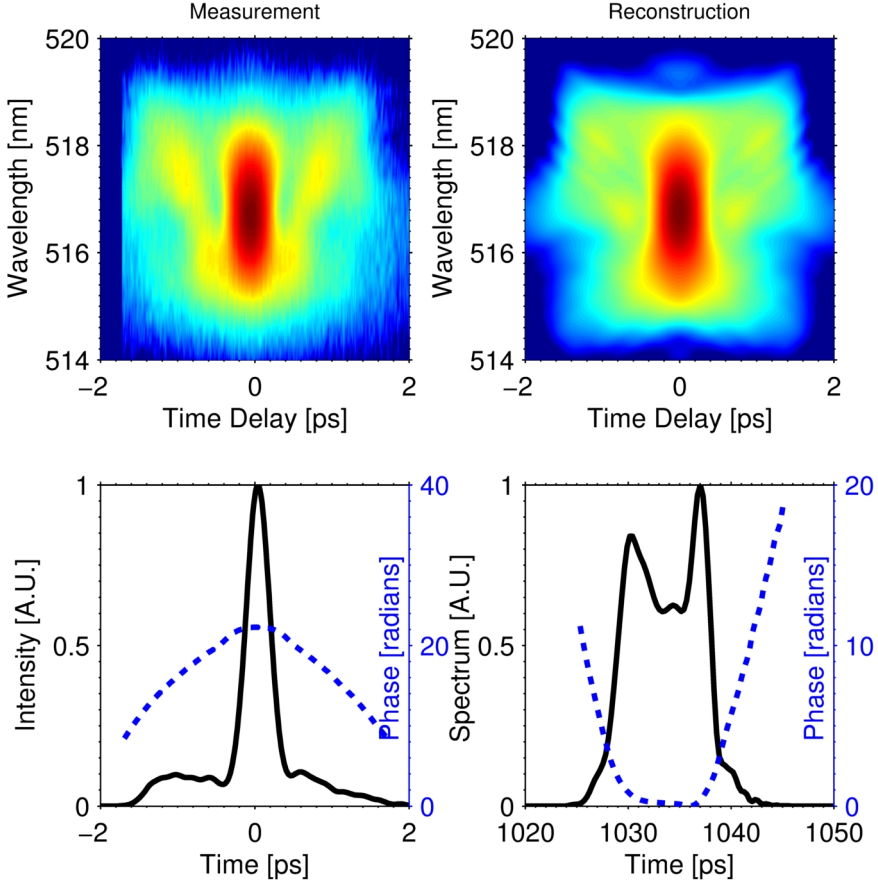 Measurement
Reconstruction
520
518
516
514
Wavelength [nm]
−2
0
2
Time Delay [ps]
520
518
516
514
Wavelength [nm]
−2
0
2
Time Delay [ps]
1
0.5
0
Intensity [A.U.]
40
20
0
Phase [radians]
−2
0
2
Time [ps]
1
0.5
0
Spectrum [A.U.]
20
10
0
Phase [radians]
1020
1030
1040
1050
Time [ps]